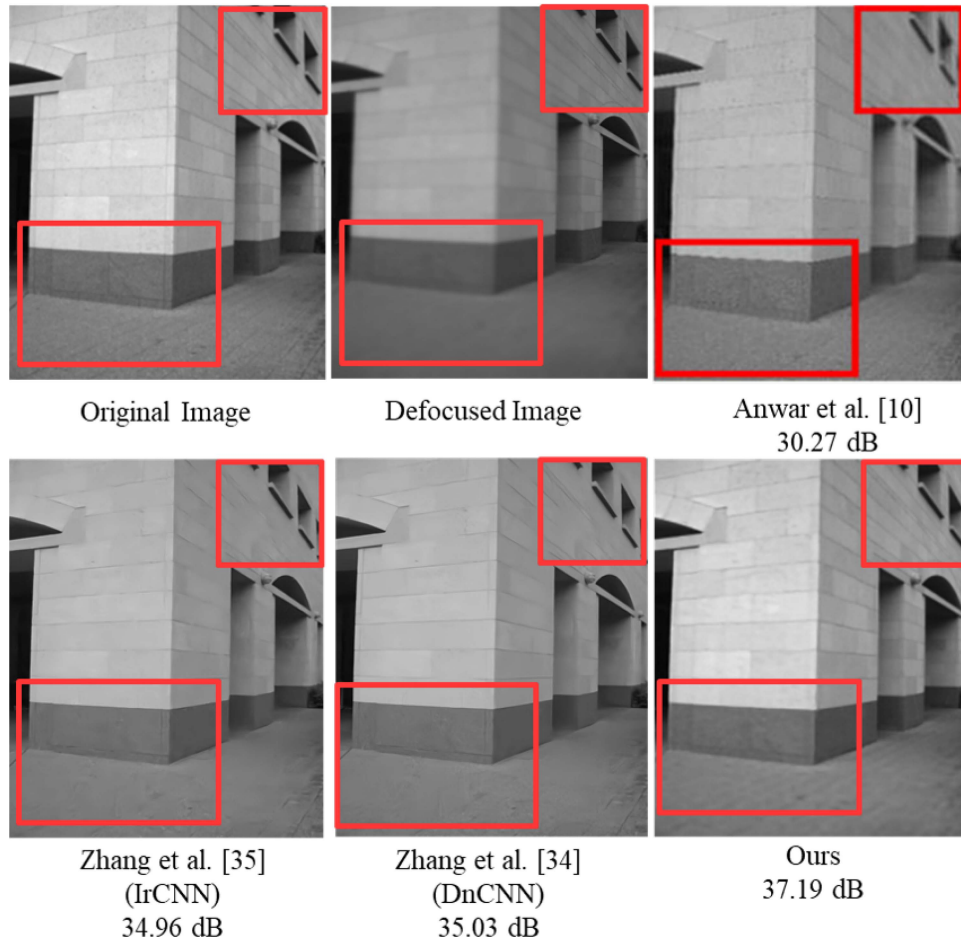 Original Image
Defocused Image
Anwar et al. [10]
30.27 dB
Zhang et al. [35]
(IrCNN)
34.96 dB
Zhang et al. [34]
(DnCNN)
35.03 dB
Ours
37.19 dB